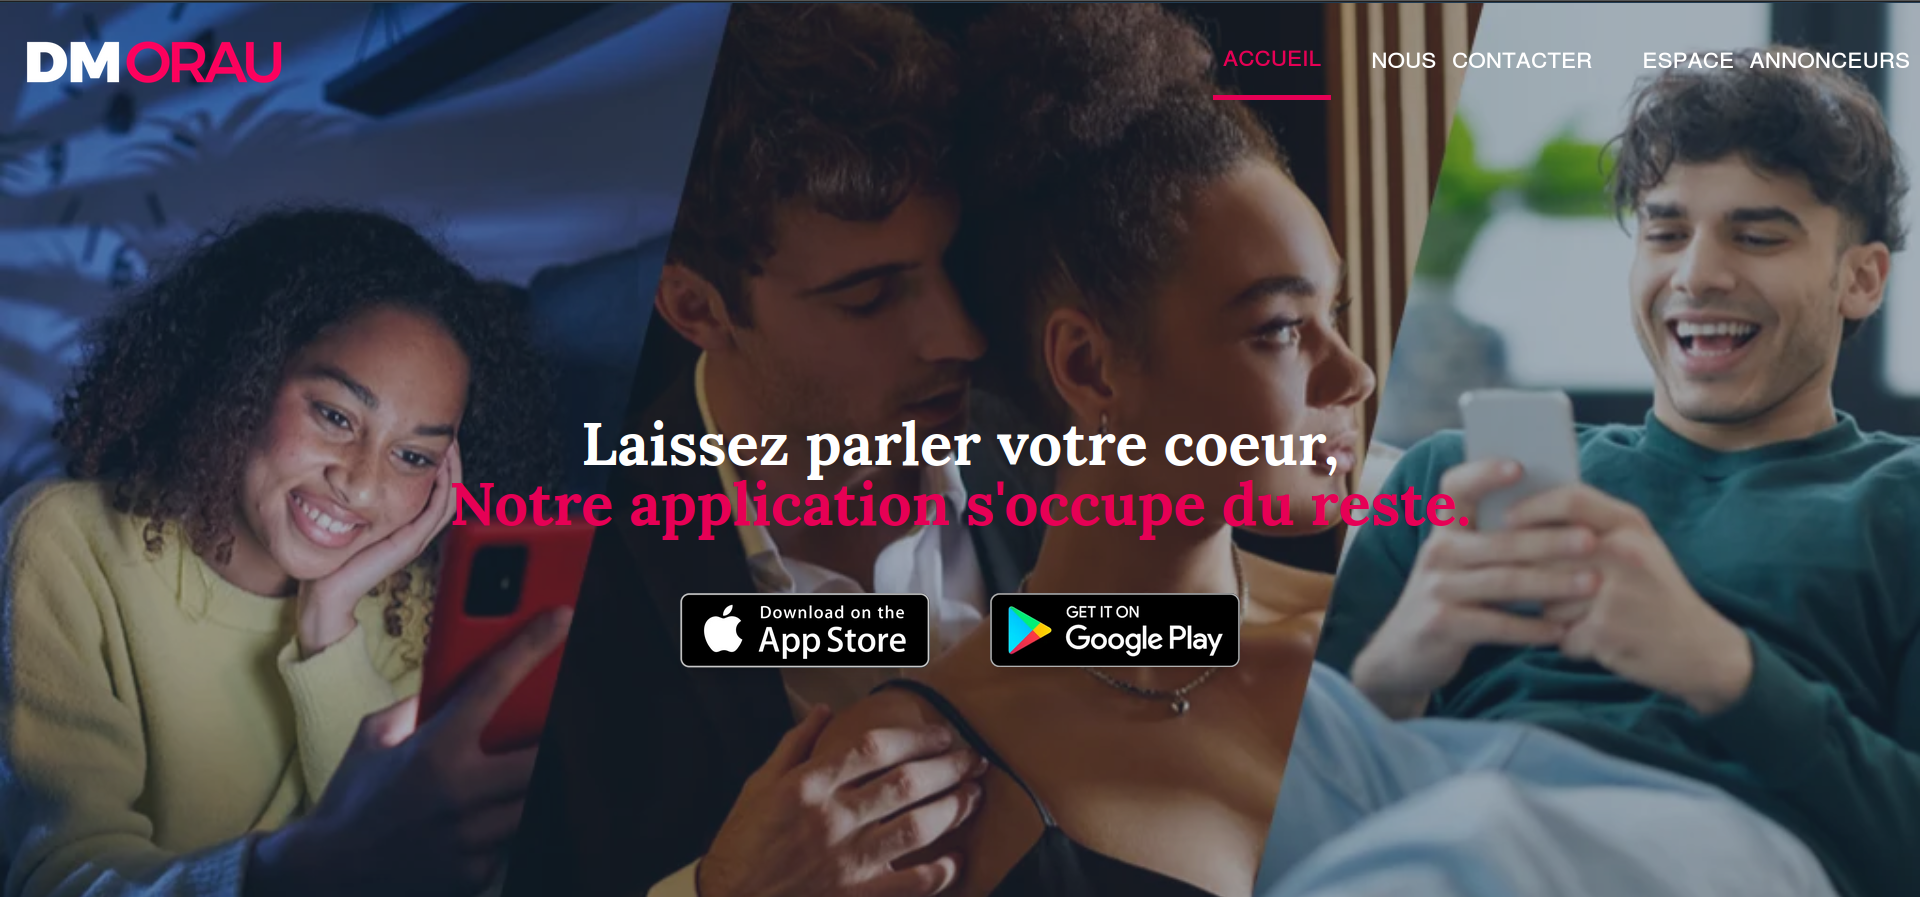 DMORAU
ACCUEIL
NOUS CONTACTER
ESPACE ANNONCEURS
Laissez parler votre coeur,
Notre application s'occupe du reste.
Download on the
App Store
GET IT ON
Google Play